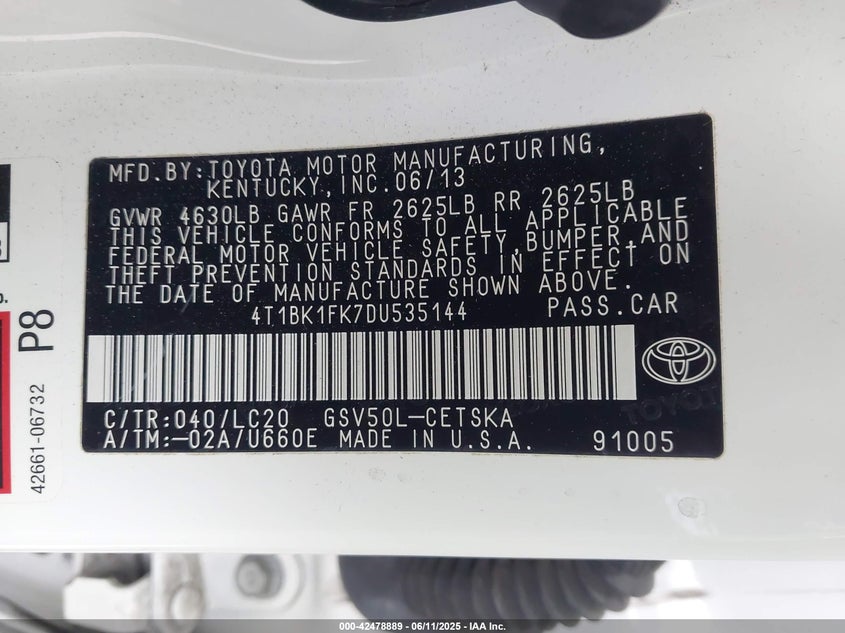 MFD.BY:TOYOTA MOTOR MANUFACTURING,
KENTUCKY,INC.06/13
GVWR 4630LB GAWR FR 2625LB RR 2625LB
THIS VEHICLE CONFORMS TO ALL APPLICABLE
FEDERAL MOTOR VEHICLE SAFETY,BUMPER,AND
THEFT PREVENTION STANDARDS IN EFFECT ON
THE DATE OF MANUFACTURE SHOWN ABOVE.
4T1BK1FK7DU535144 PASS.CAR
TOYOTA
C/TR:040/LC20 GSV50L-CETSKA
A/TM:-02A/U660E MADE IN U.S.A. 91005
P8
42661-06732
000-42478889 - 06/11/2025 - IAA Inc.